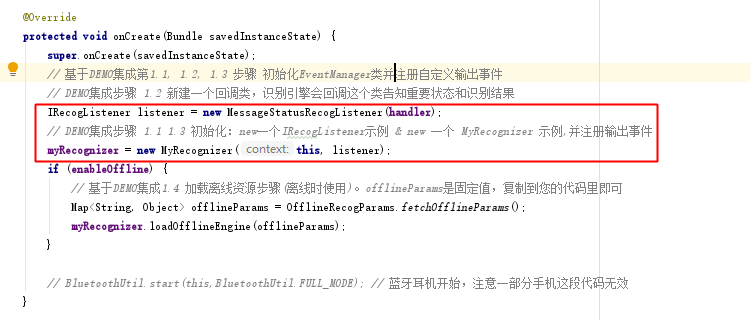 @Override
protected void onCreate(Bundle savedInstanceState) {
super.onCreate(savedInstanceState);
// 基于DEMO集成第1.1, 1.2, 1.3 步骤 初始化EventManager类并注册自定义输出事件
// DEMO集成步骤 1.2 新建一个回调类，识别引擎会回调这个类告知重要状态和识别结果
IRecogListener listener = new MessageStatusRecogListener(handler);
// DEMO集成步骤 1.1 1.3 初始化：new一个IRecogListener示例 & new 一个 MyRecognizer 示例,并注册输出事件
myRecognizer = new MyRecognizer( context: this, listener);
if (enableOffline) {
// 基于DEMO集成1.4 加载离线资源步骤(离线时使用)。offlineParams是固定值，复制到您的代码里即可
Map<String, Object> offlineParams = OfflineRecogParams.fetchOfflineParams();
myRecognizer.loadOfflineEngine(offlineParams);
}
// BluetoothUtil.start(this,BluetoothUtil.FULL_MODE); // 蓝牙耳机开始，注意一部分手机这段代码无效
}